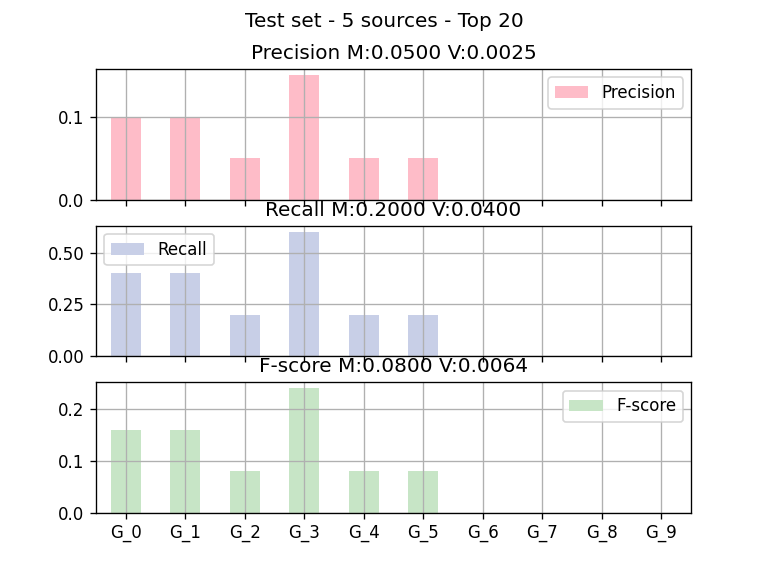 Test set - 5 sources - Top 20
Precision M:0.0500 V:0.0025
Precision
0.1
0.0
Recall M:0.2000 V:0.0400
Recall
0.50
0.25
0.00
F-score M:0.0800 V:0.0064
F-score
0.2
0.1
0.0
G_0 G_1 G_2 G_3 G_4 G_5 G_6 G_7 G_8 G_9